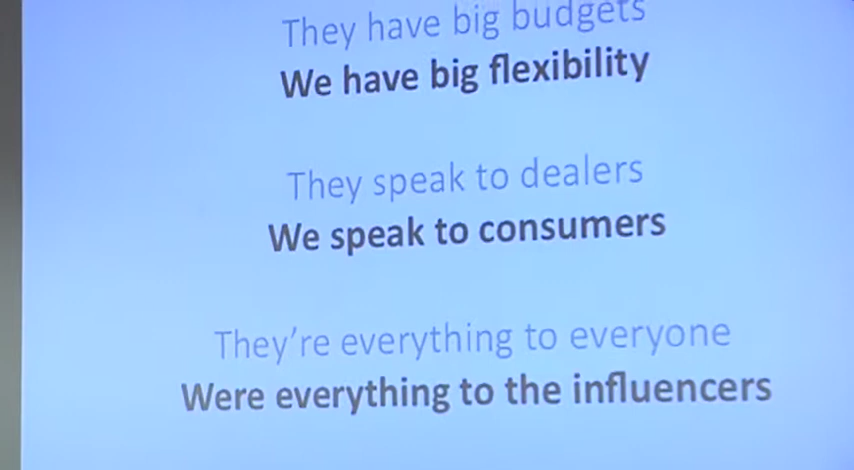 They have big budgets
We have big flexibility
They speak to dealers
We speak to consumers
They're everything to everyone
Were everything to the influencers